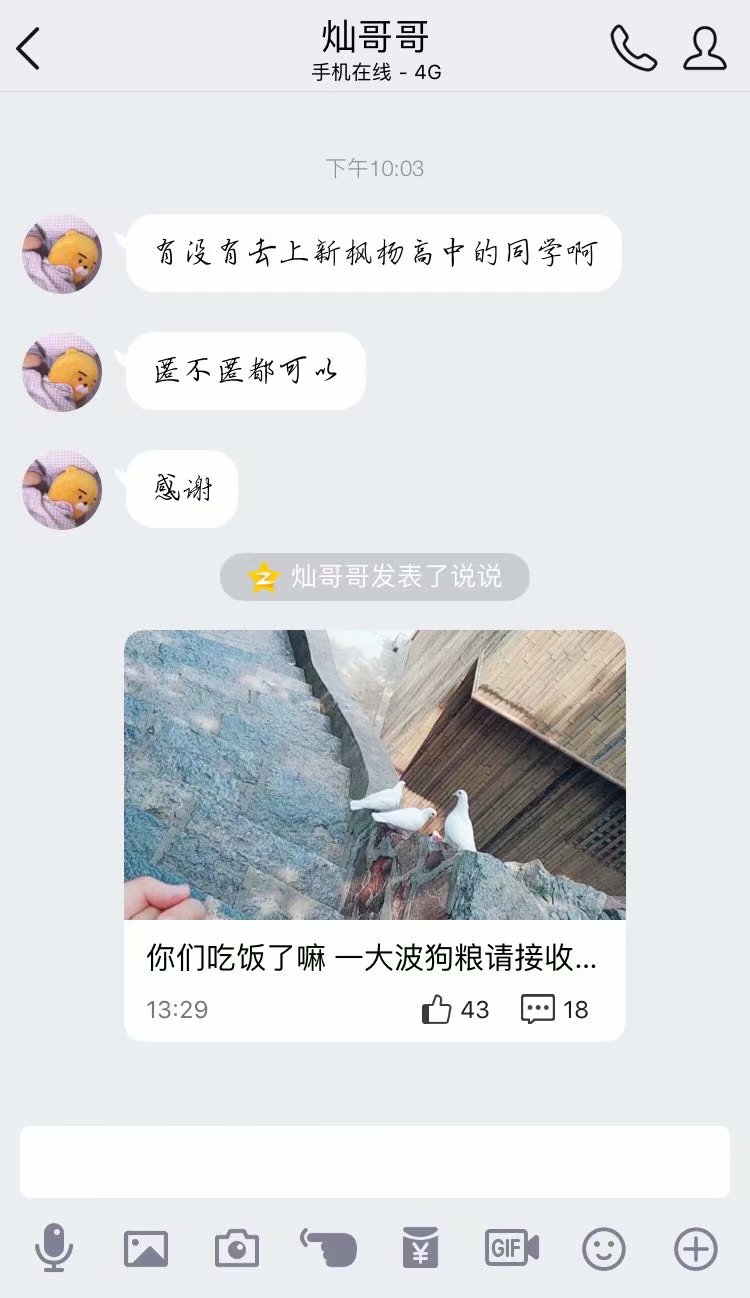 灿哥哥
手机在线 - 4G
下午10:03
有没有去上新枫杨高中的同学啊
匿不匿都可以
感谢
灿哥哥发表了说说
你们吃饭了嘛 一大波狗粮请接收...
13:29
43
18
GIF